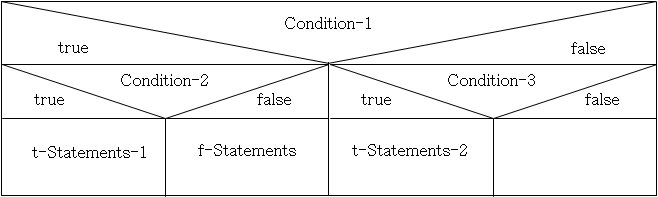 Condition-1
true
false
Condition-2
Condition-3
true
false
true
false
t-Statements-1
f-Statements
t-Statements-2